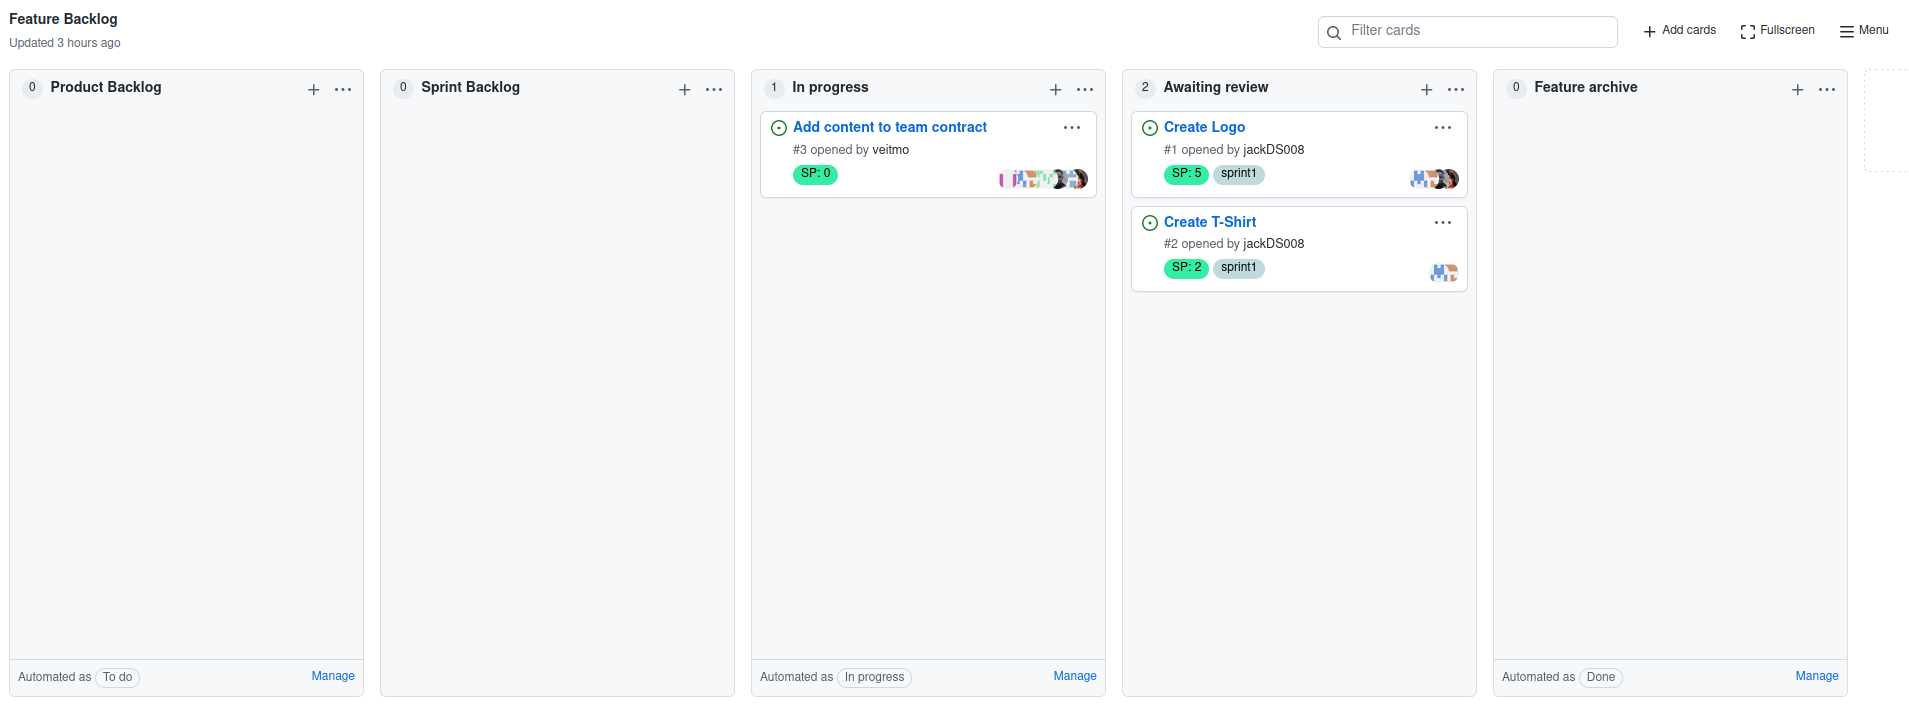 Feature Backlog
Updated 3 hours ago
Filter cards
Add cards
Fullscreen
Menu
0 Product Backlog
Automated as To do
Manage
0 Sprint Backlog
1 In progress
Add content to team contract
#3 opened by veitmo
SP: 0
Automated as In progress
Manage
2 Awaiting review
Create Logo
#1 opened by jackDS008
SP: 5 sprint1
Create T-Shirt
#2 opened by jackDS008
SP: 2 sprint1
0 Feature archive
Automated as Done
Manage